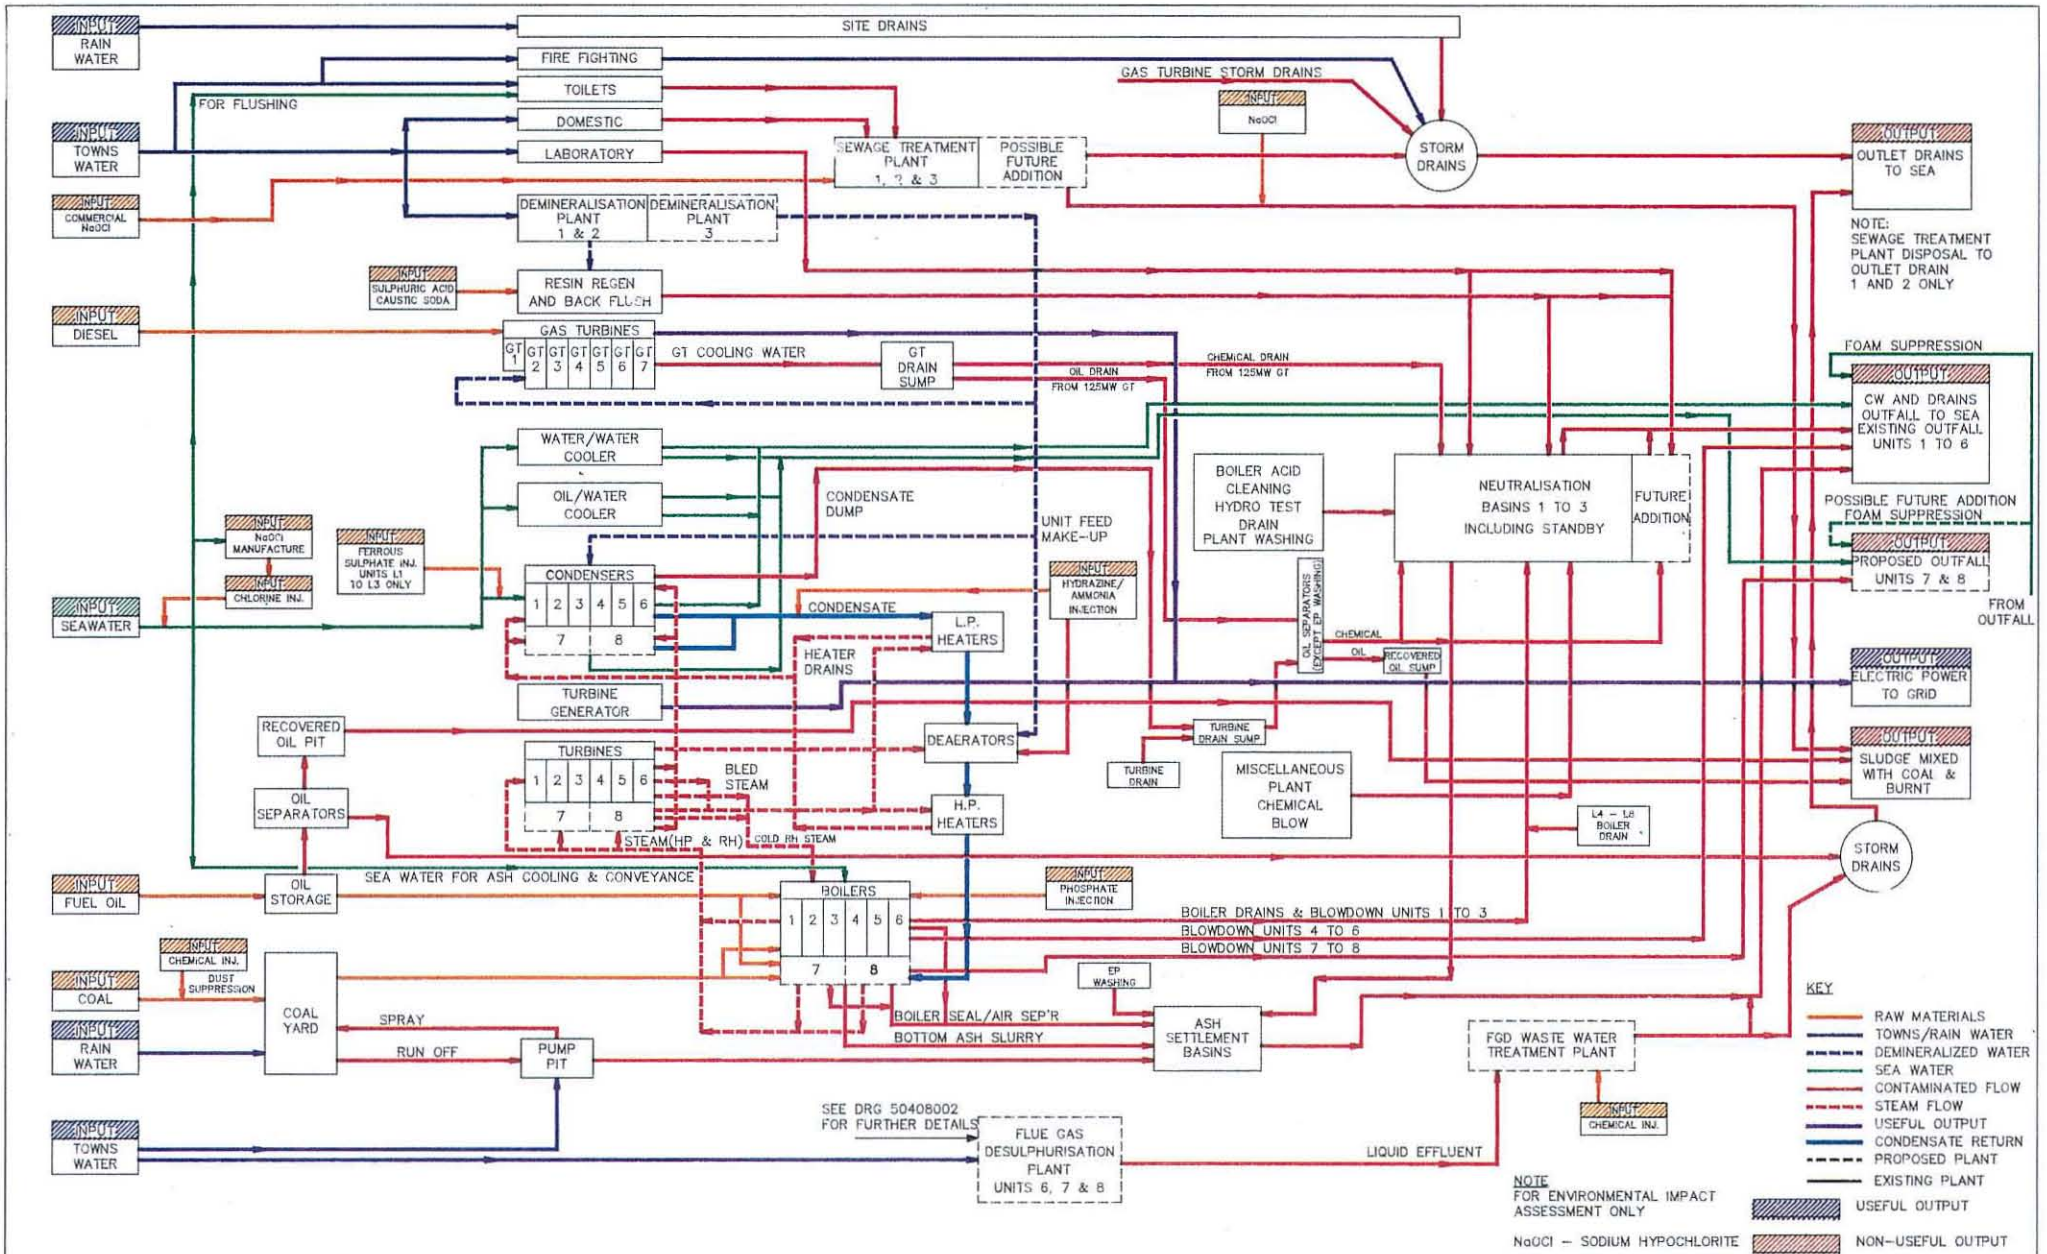 INPUT
RAIN
WATER
SITE DRAINS
FIRE FIGHTING
GAS TURBINE STORM DRAINS
TOILETS
FOR FLUSHING
INPUT
NaOCl
INPUT
TOWNS
WATER
DOMESTIC
LABORATORY
SEWAGE TREATMENT
PLANT
1, 2 & 3
POSSIBLE
FUTURE
ADDITION
STORM
DRAINS
OUTPUT
OUTLET DRAINS
TO SEA
NOTE:
SEWAGE TREATMENT
PLANT DISPOSAL TO
OUTLET DRAIN
1 AND 2 ONLY
INPUT
COMMERCIAL
NaOCl
DEMINERALISATION
PLANT
1 & 2
DEMINERALISATION
PLANT
3
INPUT
SULPHURIC ACID
CAUSTIC SODA
RESIN REGEN
AND BACK FLUSH
INPUT
DIESEL
GAS TURBINES
GT
1
GT
2
GT
3
GT
4
GT
5
GT
6
GT
7
GT COOLING WATER
GT
DRAIN
SUMP
CHEMICAL DRAIN
FROM 125MW GT
OIL DRAIN
FROM 125MW GT
FOAM SUPPRESSION
OUTPUT
CW AND DRAINS
OUTFALL TO SEA
EXISTING OUTFALL
UNITS 1 TO 6
WATER/WATER
COOLER
OIL/WATER
COOLER
CONDENSATE
DUMP
UNIT FEED
MAKE-UP
BOILER ACID
CLEANING
HYDRO TEST
DRAIN
PLANT WASHING
NEUTRALISATION
BASINS 1 TO 3
INCLUDING STANDBY
FUTURE
ADDITION
POSSIBLE FUTURE ADDITION
FOAM SUPPRESSION
OUTPUT
PROPOSED OUTFALL
UNITS 7 & 8
FROM
OUTFALL
INPUT
NaOCl
MANUFACTURE
INPUT
CHLORINE INJ.
INPUT
FERROUS
SULPHATE INJ.
UNITS L1
TO L3 ONLY
INPUT
SEAWATER
CONDENSERS
1 2 3 4 5 6
7 8
CONDENSATE
INPUT
HYDRAZINE/
AMMONIA
INJECTION
L.P.
HEATERS
HEATER
DRAINS
OIL SEPARATORS
(EXCEPT EP WASHING)
CHEMICAL
OIL
RECOVERED
OIL SUMP
OUTPUT
ELECTRIC POWER
TO GRID
TURBINE
GENERATOR
RECOVERED
OIL PIT
DEAERATORS
TURBINE
DRAIN SUMP
TURBINE
DRAIN
OUTPUT
SLUDGE MIXED
WITH COAL &
BURNT
TURBINES
1 2 3 4 5 6
7 8
BLED
STEAM
STEAM(HP & RH)
COLD RH STEAM
H.P.
HEATERS
MISCELLANEOUS
PLANT
CHEMICAL
BLOW
L4 - L8
BOILER
DRAIN
OIL
SEPARATORS
STORM
DRAINS
SEA WATER FOR ASH COOLING & CONVEYANCE
INPUT
FUEL OIL
OIL
STORAGE
BOILERS
1 2 3 4 5 6
7 8
INPUT
PHOSPHATE
INJECTION
BOILER DRAINS & BLOWDOWN UNITS 1 TO 3
BLOWDOWN UNITS 4 TO 6
BLOWDOWN UNITS 7 TO 8
INPUT
CHEMICAL INJ.
DUST
SUPPRESSION
INPUT
COAL
COAL
YARD
EP
WASHING
INPUT
RAIN
WATER
SPRAY
RUN OFF
PUMP
PIT
BOILER SEAL/AIR SEP'R
BOTTOM ASH SLURRY
ASH
SETTLEMENT
BASINS
FGD WASTE WATER
TREATMENT PLANT
INPUT
CHEMICAL INJ.
INPUT
TOWNS
WATER
SEE DRG 50408002
FOR FURTHER DETAILS
FLUE GAS
DESULPHURISATION
PLANT
UNITS 6, 7 & 8
LIQUID EFFLUENT
KEY
RAW MATERIALS
TOWNS/RAIN WATER
DEMINERALIZED WATER
SEA WATER
CONTAMINATED FLOW
STEAM FLOW
USEFUL OUTPUT
CONDENSATE RETURN
PROPOSED PLANT
EXISTING PLANT
USEFUL OUTPUT
NON-USEFUL OUTPUT
NOTE
FOR ENVIRONMENTAL IMPACT
ASSESSMENT ONLY
NaOCl - SODIUM HYPOCHLORITE